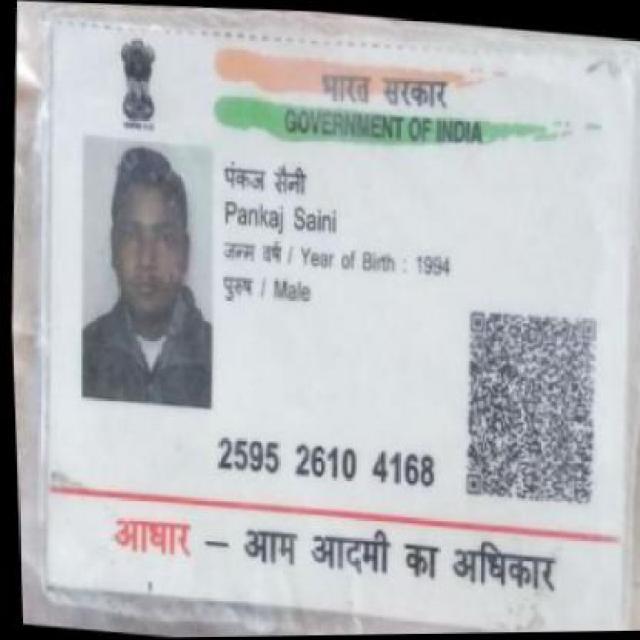 भारत सरकार
GOVERNMENT OF INDIA
पंकज सैनी
Pankaj Saini
जन्म वर्ष / Year of Birth : 1994
पुरुष / Male
2595 2610 4168
आधार – आम आदमी का अधिकार